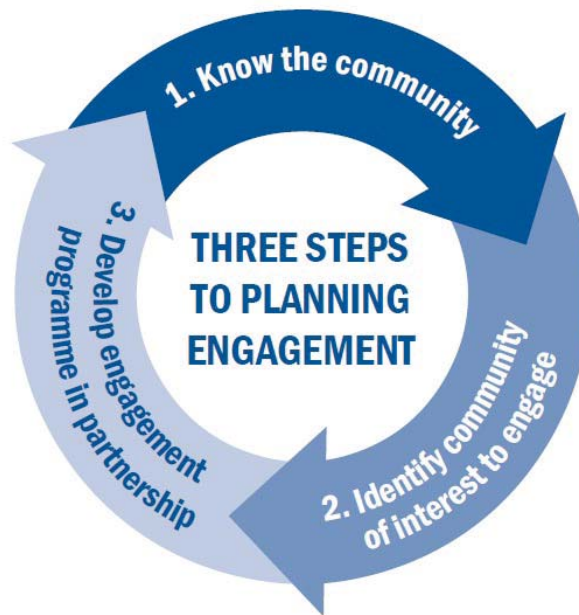 THREE STEPS
TO PLANNING
ENGAGEMENT
1. Know the community
2. Identify community
of interest to engage
3. Develop engagement
programme in partnership